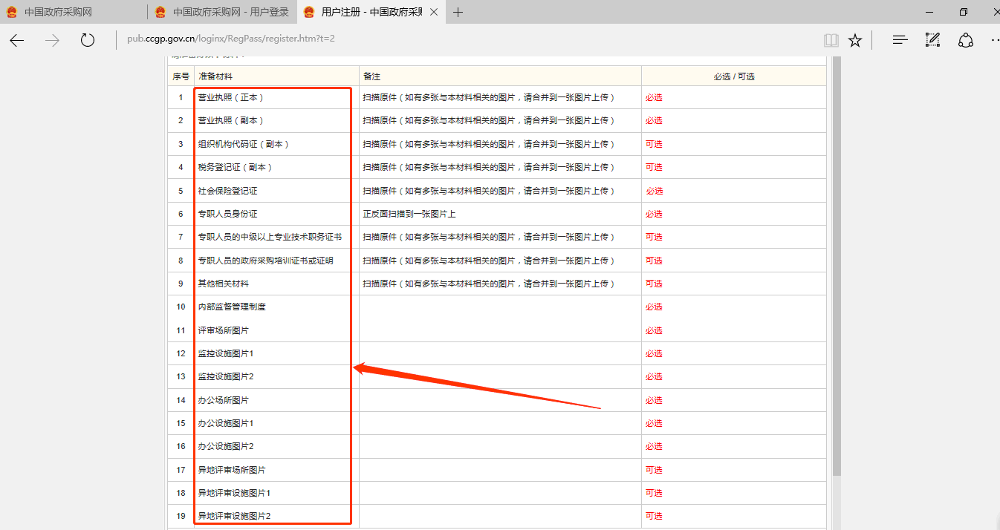 中国政府采购网
中国政府采购网 - 用户登录
用户注册 - 中国政府采购
pub.ccgp.gov.cn/loginx/RegPass/register.htm?t=2
序号 准备材料 备注 必选 / 可选
1 营业执照（正本） 扫描原件（如有多张与本材料相关的图片，请合并到一张图片上传） 必选
2 营业执照（副本） 扫描原件（如有多张与本材料相关的图片，请合并到一张图片上传） 必选
3 组织机构代码证（副本） 扫描原件（如有多张与本材料相关的图片，请合并到一张图片上传） 可选
4 税务登记证（副本） 扫描原件（如有多张与本材料相关的图片，请合并到一张图片上传） 可选
5 社会保险登记证 扫描原件（如有多张与本材料相关的图片，请合并到一张图片上传） 必选
6 专职人员身份证 正反面扫描到一张图片上 必选
7 专职人员的中级以上专业技术职务证书 扫描原件（如有多张与本材料相关的图片，请合并到一张图片上传） 可选
8 专职人员的政府采购培训证书或证明 扫描原件（如有多张与本材料相关的图片，请合并到一张图片上传） 可选
9 其他相关材料 扫描原件（如有多张与本材料相关的图片，请合并到一张图片上传） 可选
10 内部监督管理制度 必选
11 评审场所图片 必选
12 监控设施图片1 必选
13 监控设施图片2 必选
14 办公场所图片 必选
15 办公设施图片1 必选
16 办公设施图片2 必选
17 异地评审场所图片 可选
18 异地评审设施图片1 可选
19 异地评审设施图片2 可选